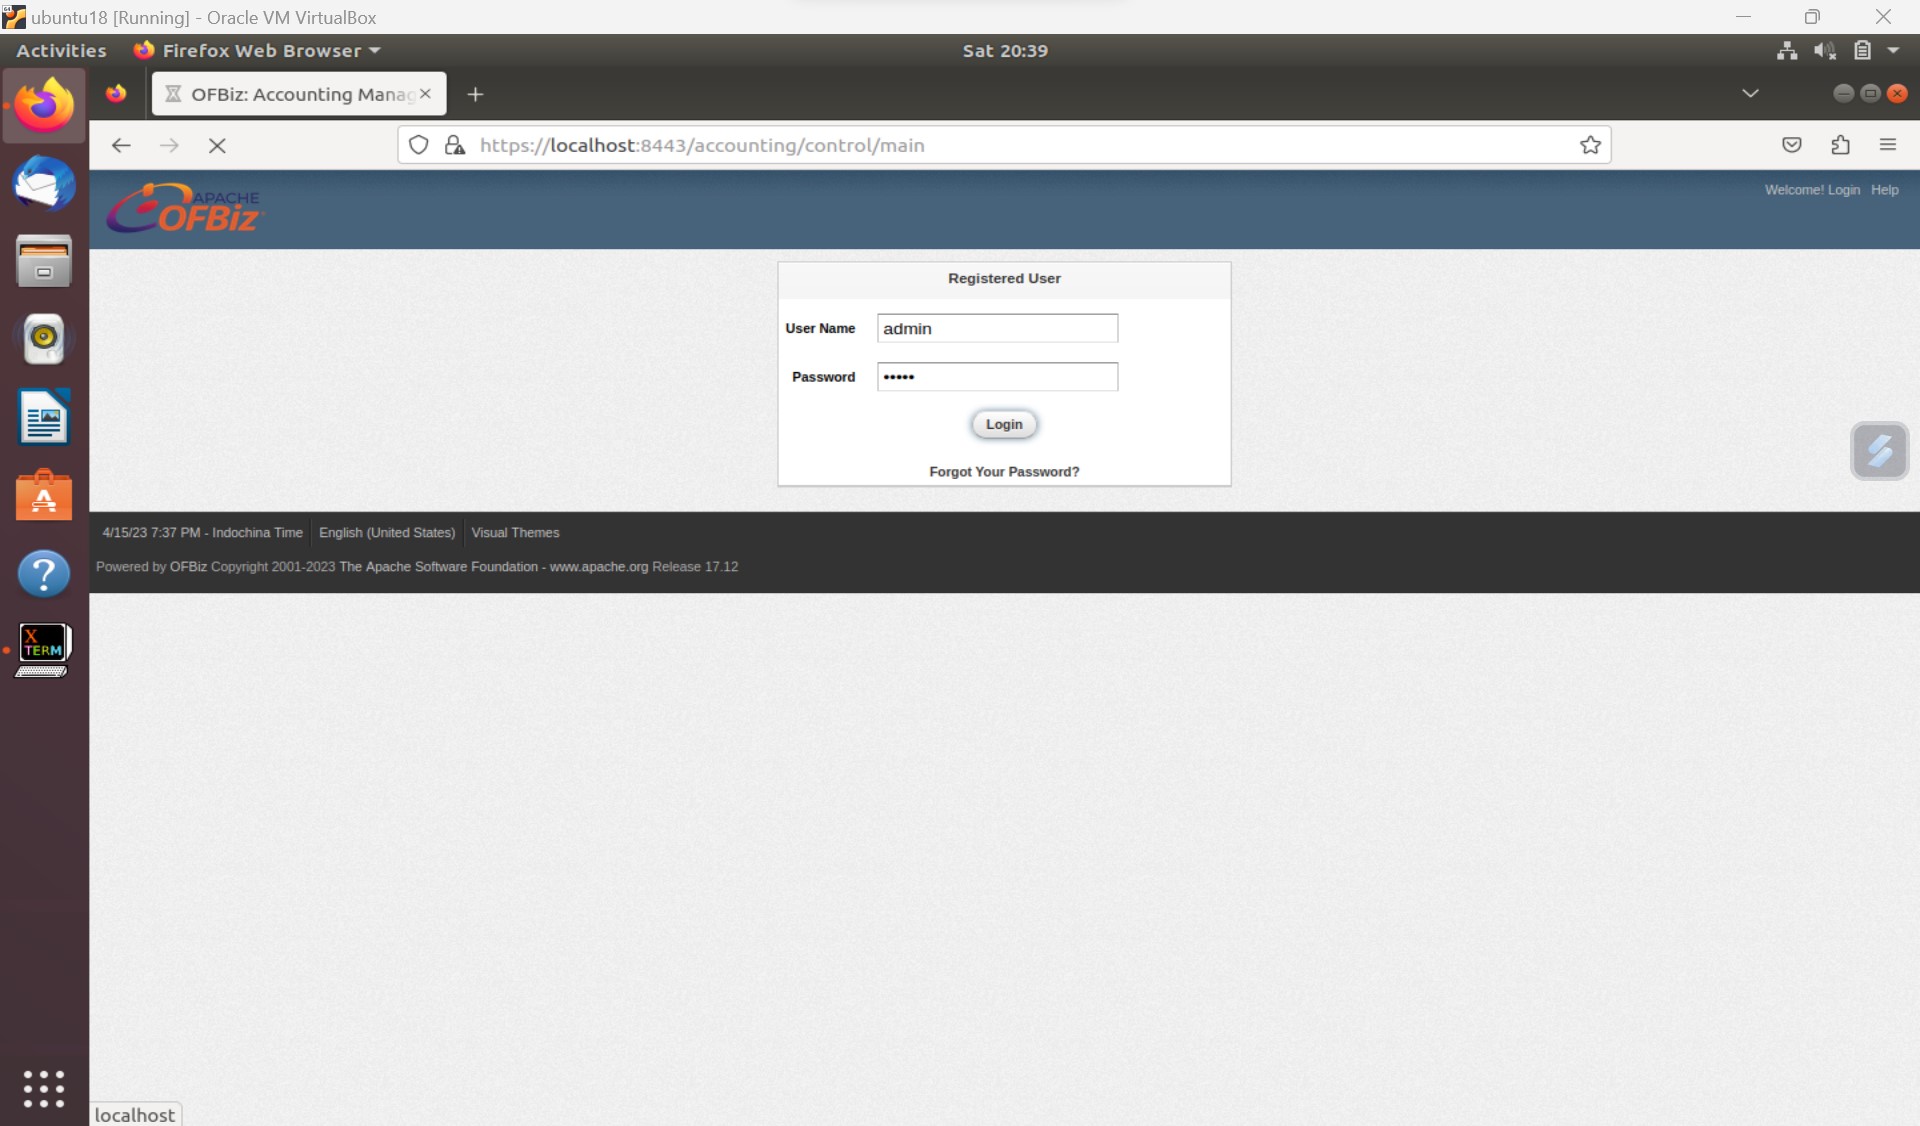 ubuntu18 [Running] - Oracle VM VirtualBox
Activities Firefox Web Browser Sat 20:39
OFBiz: Accounting Manag
https://localhost:8443/accounting/control/main
APACHE
OFBiz
Welcome! Login Help
Registered User
User Name admin
Password •••••
Login
Forgot Your Password?
4/15/23 7:37 PM - Indochina Time English (United States) Visual Themes
Powered by OFBiz Copyright 2001-2023 The Apache Software Foundation - www.apache.org Release 17.12
X
TERM
localhost